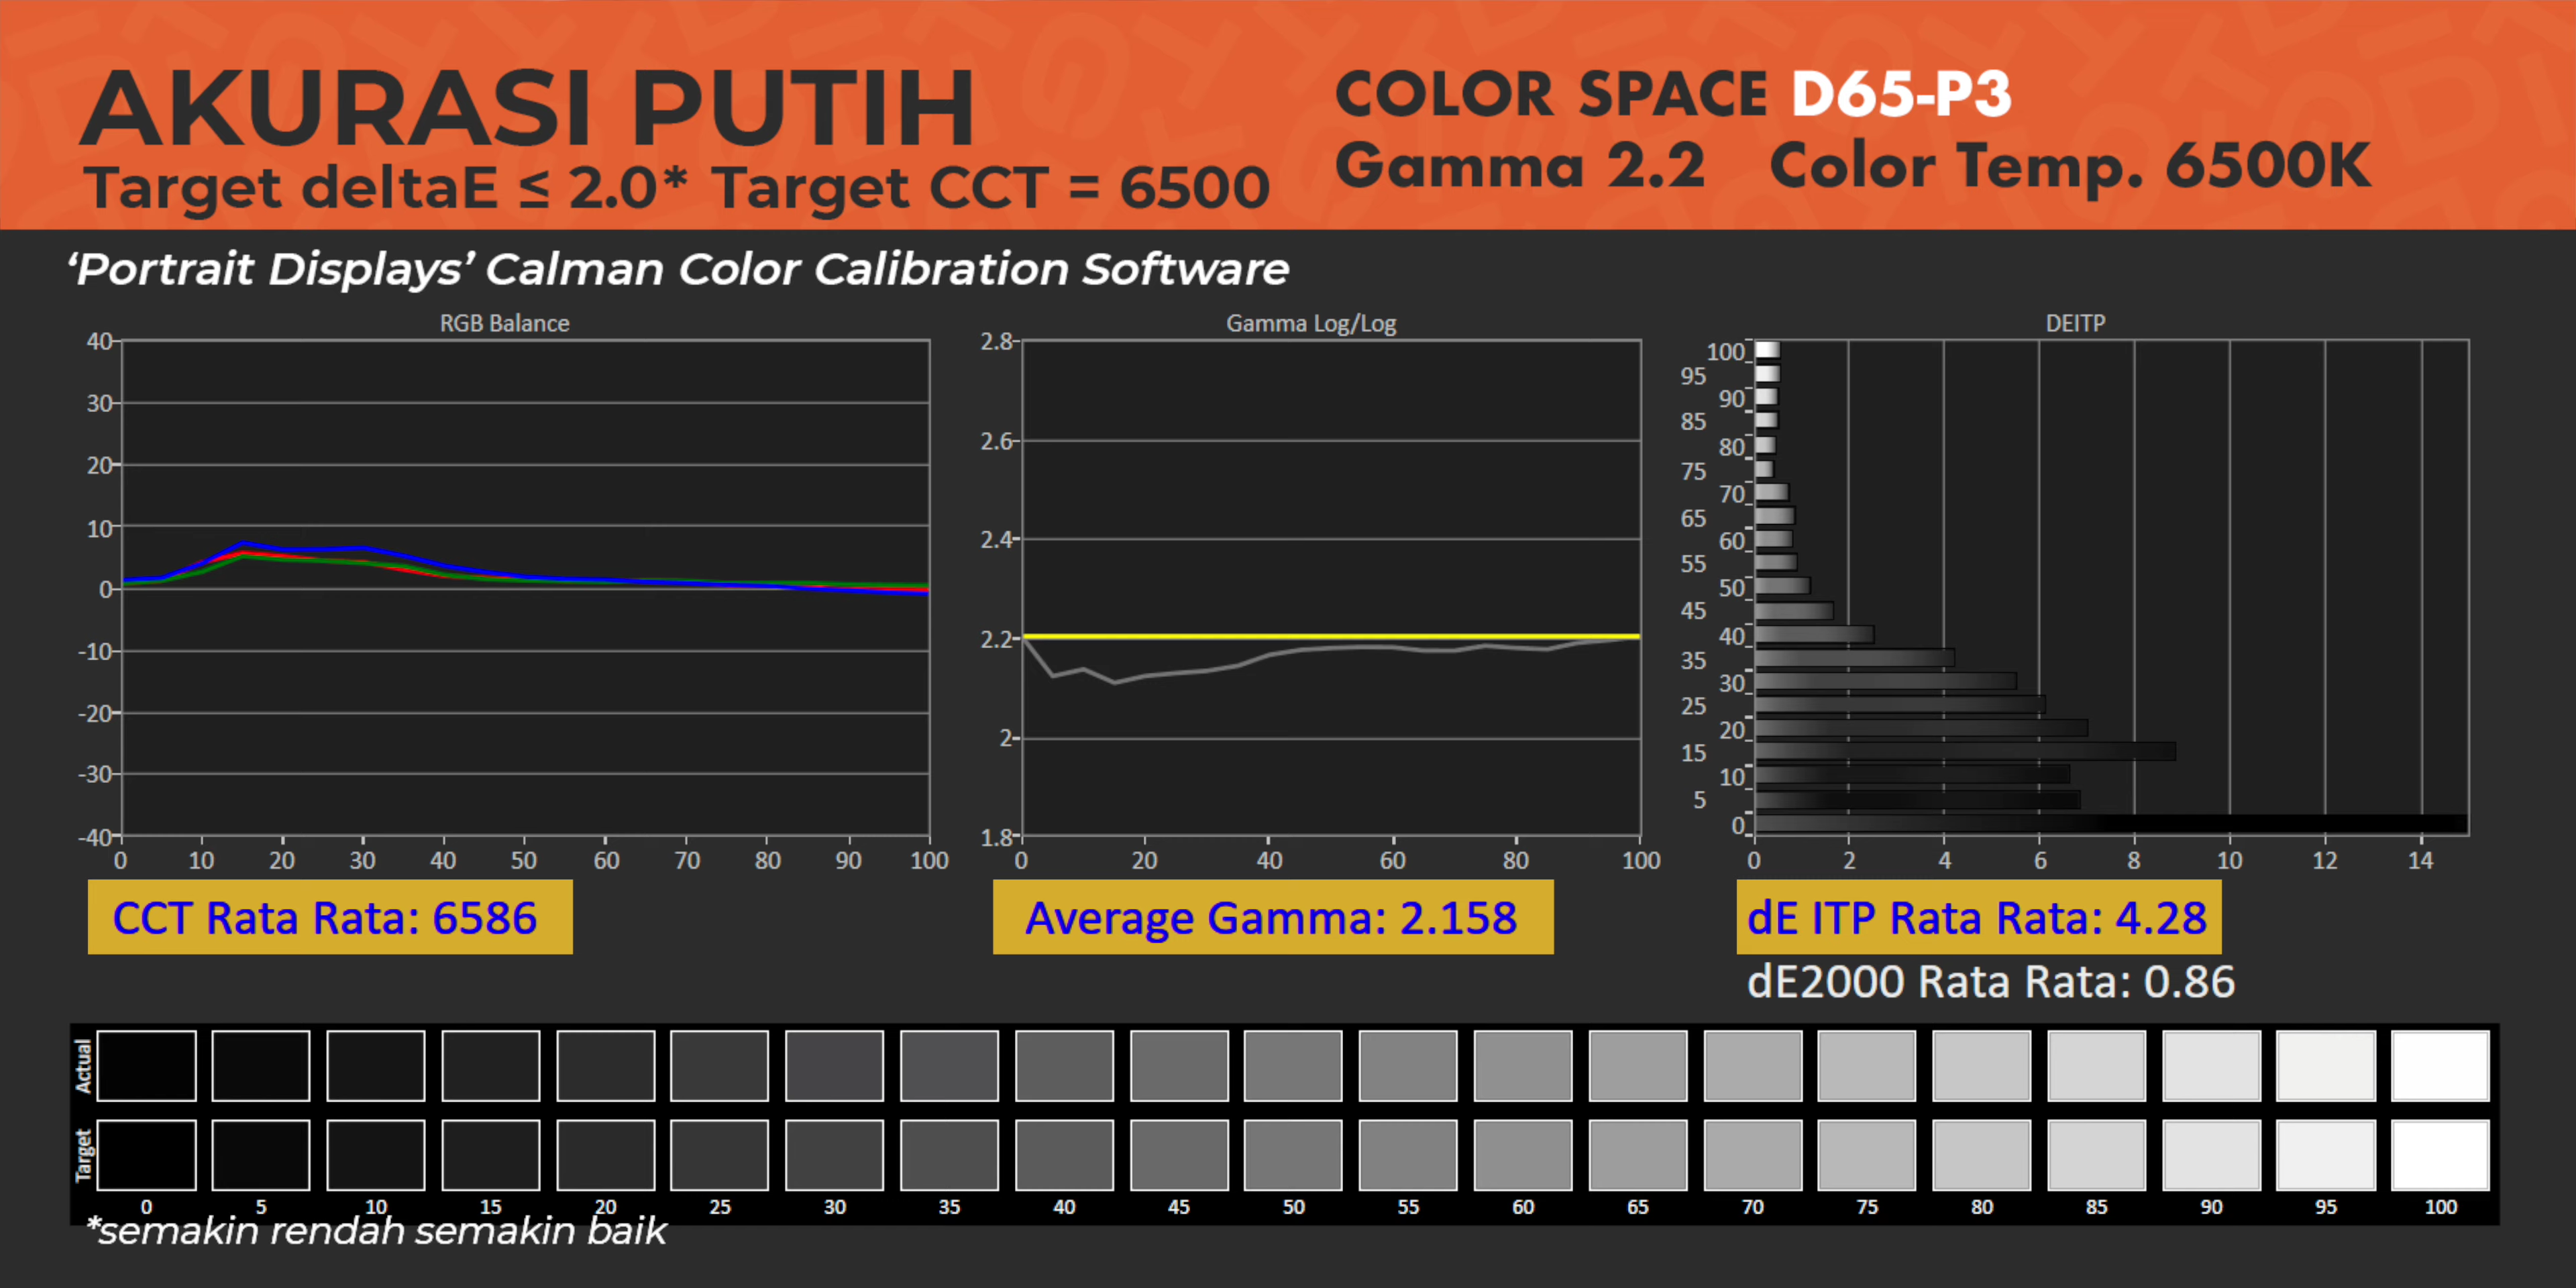 AKURASI PUTIH
Target deltaE ≤ 2.0* Target CCT = 6500
COLOR SPACE D65-P3
Gamma 2.2 Color Temp. 6500K
‘Portrait Displays’ Calman Color Calibration Software
RGB Balance
40
30
20
10
0
-10
-20
-30
-40
0 10 20 30 40 50 60 70 80 90 100
CCT Rata Rata: 6586
Gamma Log/Log
2.8
2.6
2.4
2.2
2
1.8
0 20 40 60 80 100
Average Gamma: 2.158
DEITP
100
95
90
85
80
75
70
65
60
55
50
45
40
35
30
25
20
15
10
5
0
0 2 4 6 8 10 12 14
dE ITP Rata Rata: 4.28
dE2000 Rata Rata: 0.86
Actual
Target
0 5 10 15 20 25 30 35 40 45 50 55 60 65 70 75 80 85 90 95 100
*semakin rendah semakin baik